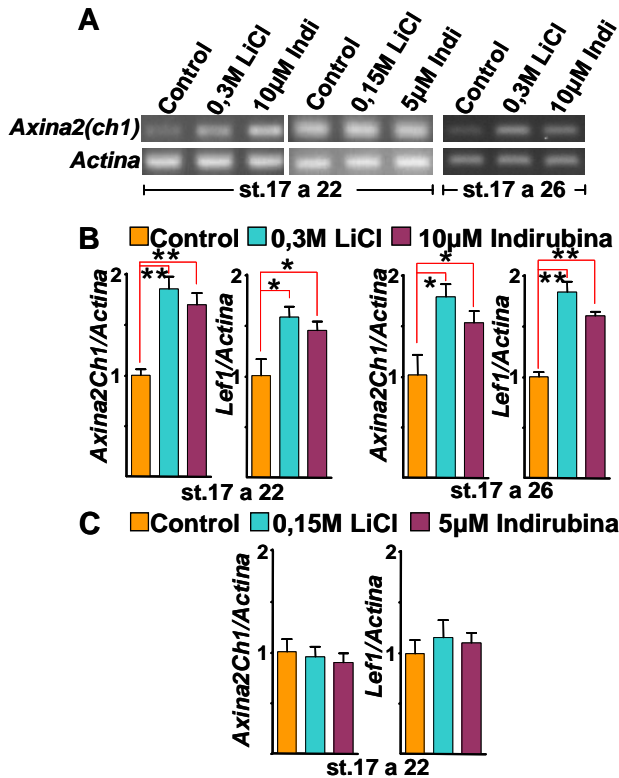 A
Control 0,3M LiCl 10µM Indi Control 0,15M LiCl 5µM Indi Control 0,3M LiCl 10µM Indi
Axina2(ch1)
Actina
st.17 a 22 st.17 a 26
B Control 0,3M LiCl 10µM Indirubina
** ** * * * * ** **
2 2 2 2
1 1 1 1
Axina2Ch1/Actina Lef1/Actina Axina2Ch1/Actina Lef1/Actina
st.17 a 22 st.17 a 26
C Control 0,15M LiCl 5µM Indirubina
2 2
1 1
Axina2Ch1/Actina Lef1/Actina
st.17 a 22